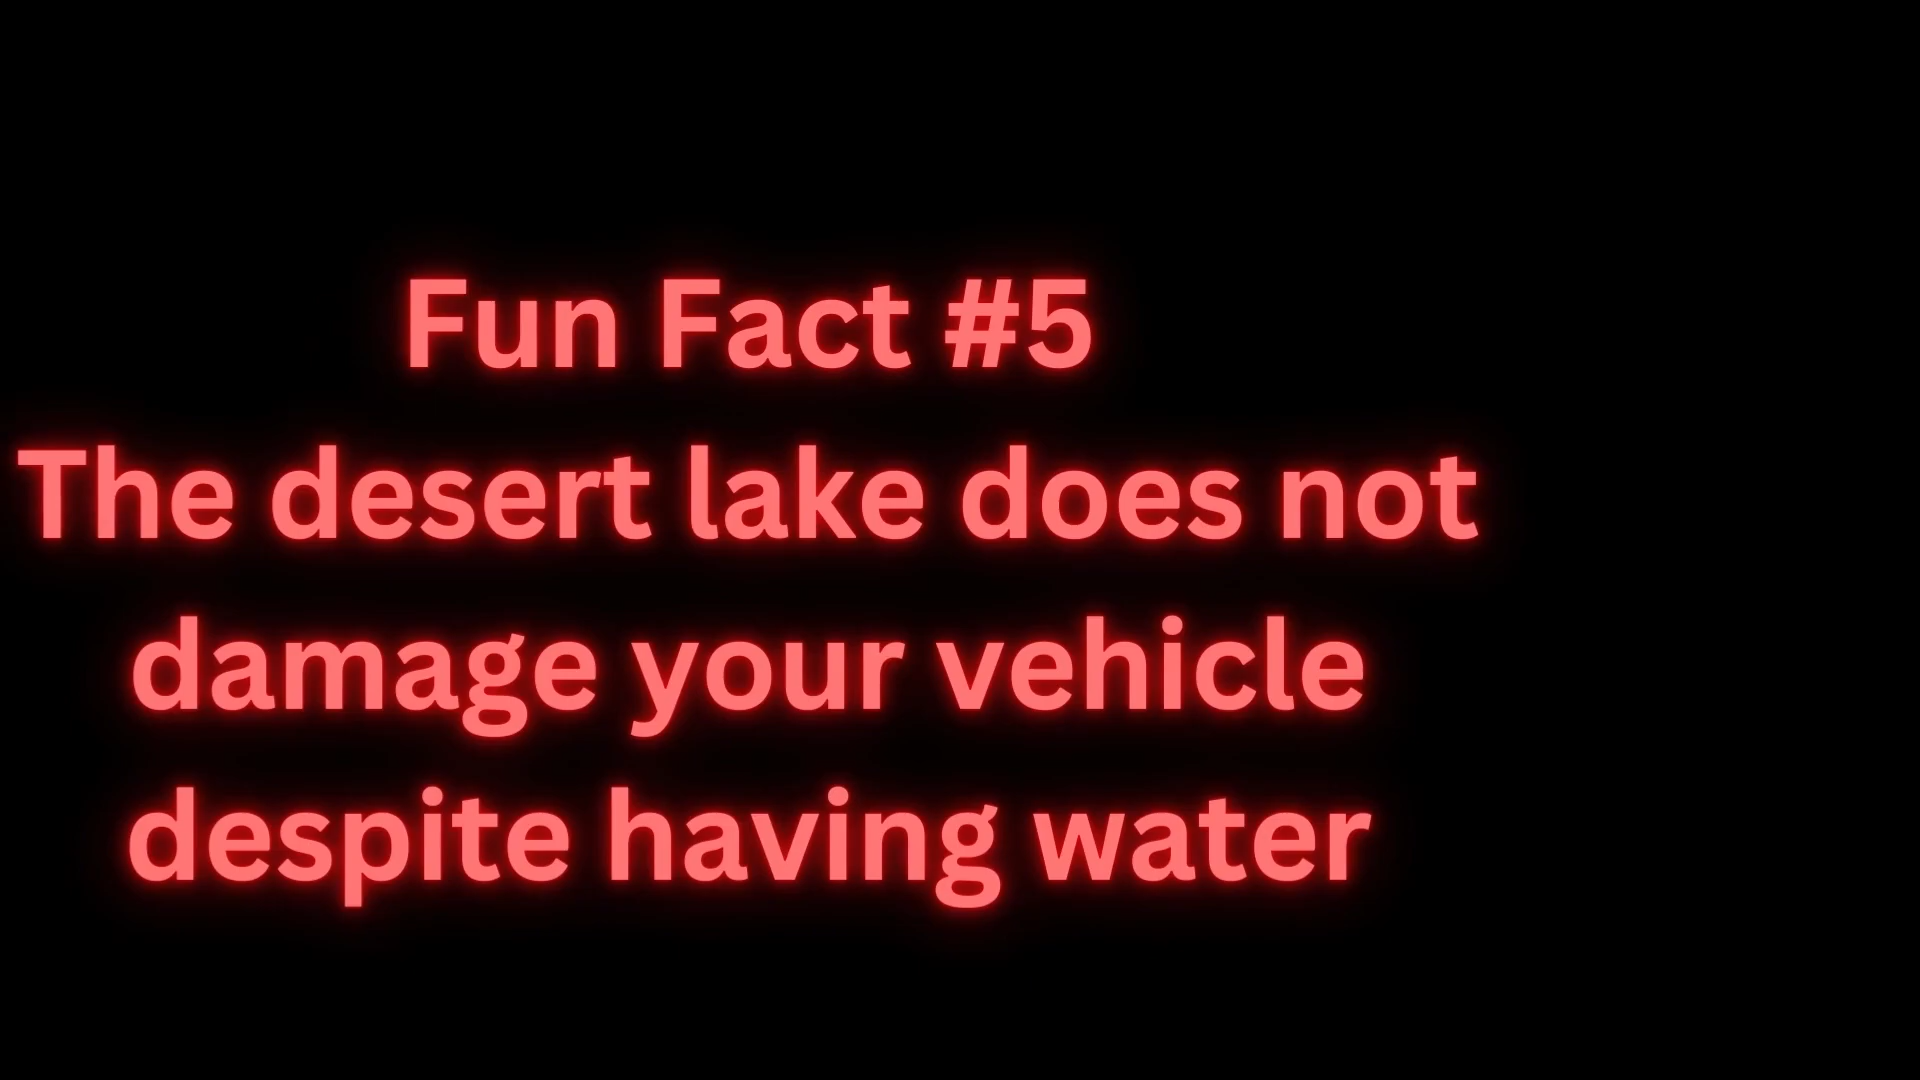 Fun Fact #5
The desert lake does not
damage your vehicle
despite having water